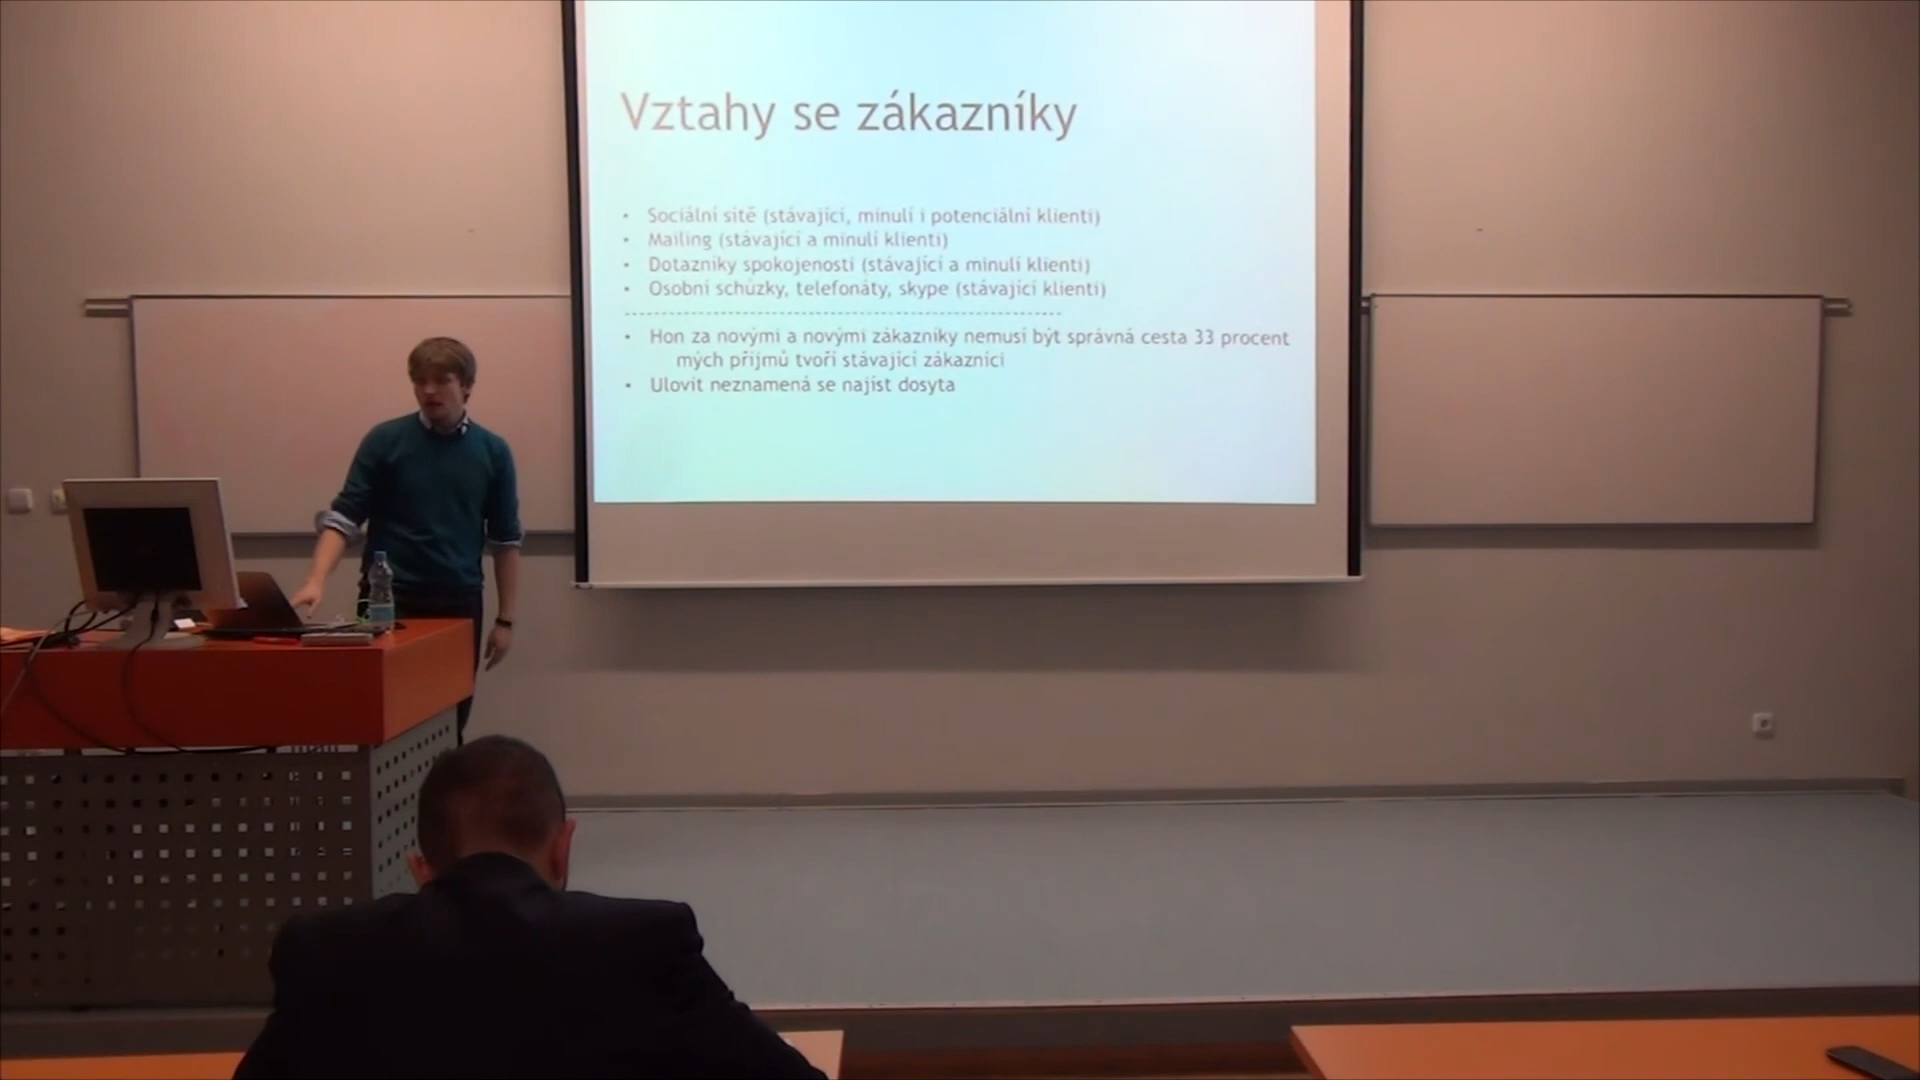 Vztahy se zákazníky
• Sociální sítě (stávající, minulí i potenciální klienti)
• Mailing (stávající a minulí klienti)
• Dotazníky spokojenosti (stávající a minulí klienti)
• Osobní schůzky, telefonáty, skype (stávající klienti)
--------------------------------------------------------
• Hon za novými a novými zákazníky nemusí být správná cesta 33 procent
mých příjmů tvoří stávající zákazníci
• Ulovit neznamená se najíst dosyta